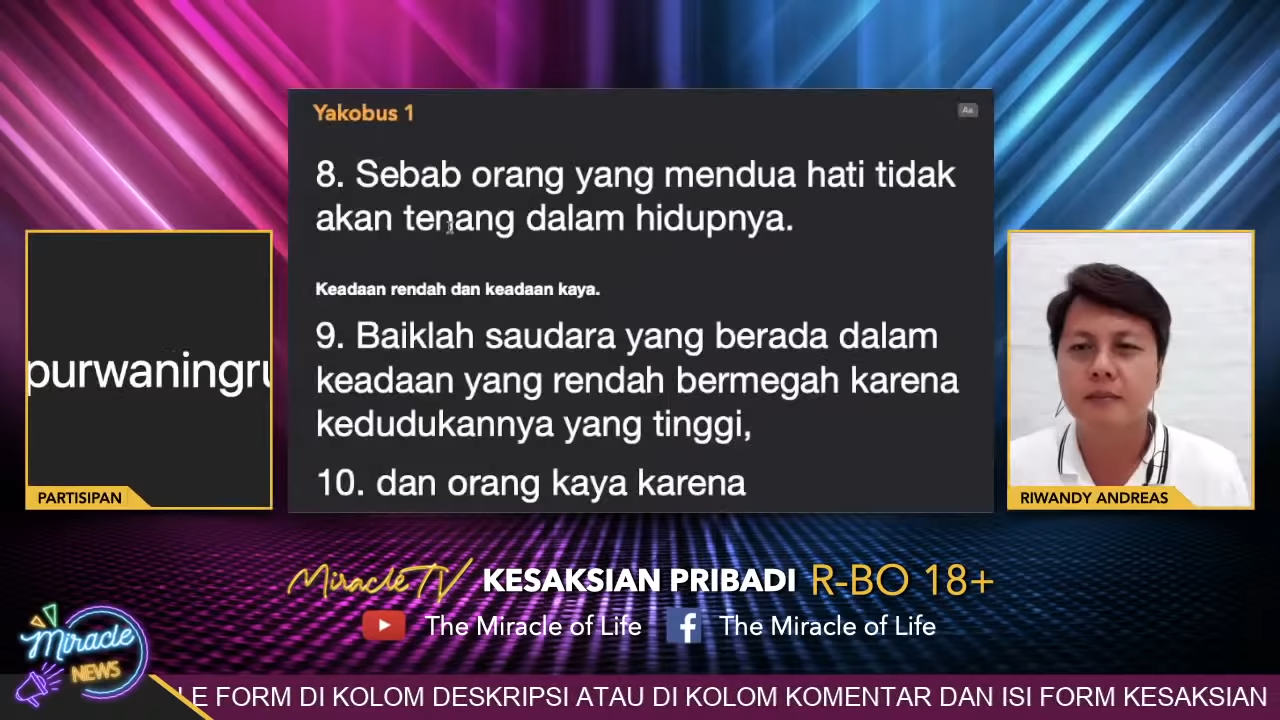 Yakobus 1
Aa
8. Sebab orang yang mendua hati tidak
akan tenang dalam hidupnya.
Keadaan rendah dan keadaan kaya.
9. Baiklah saudara yang berada dalam
keadaan yang rendah bermegah karena
kedudukannya yang tinggi,
10. dan orang kaya karena
purwaningru
PARTISIPAN
RIWANDY ANDREAS
MiracleTV KESAKSIAN PRIBADI R-BO 18+
The Miracle of Life
The Miracle of Life
Miracle
NEWS
LE FORM DI KOLOM DESKRIPSI ATAU DI KOLOM KOMENTAR DAN ISI FORM KESAKSIAN